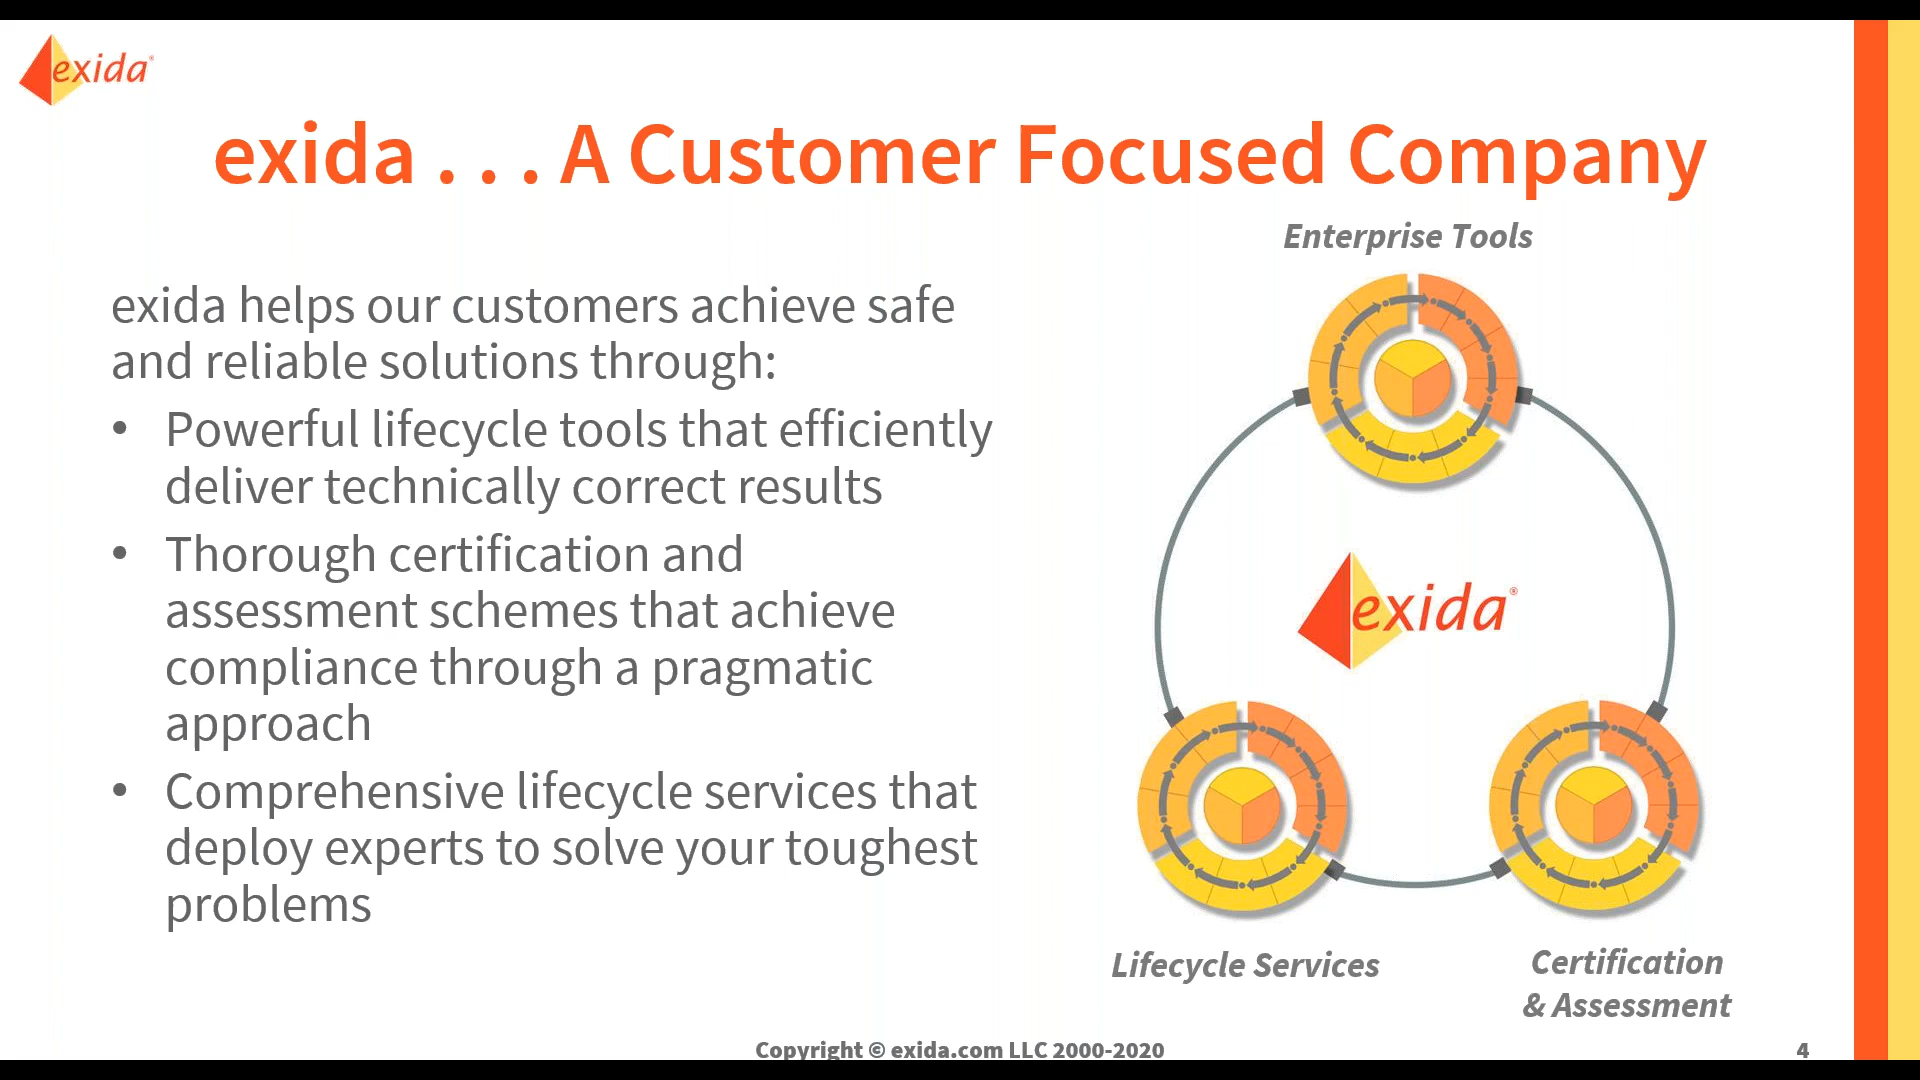 exida®
exida . . . A Customer Focused Company
exida helps our customers achieve safe
and reliable solutions through:
• Powerful lifecycle tools that efficiently
deliver technically correct results
• Thorough certification and
assessment schemes that achieve
compliance through a pragmatic
approach
• Comprehensive lifecycle services that
deploy experts to solve your toughest
problems
Enterprise Tools
exida®
Lifecycle Services
Certification
& Assessment
Copyright © exida.com LLC 2000-2020
4